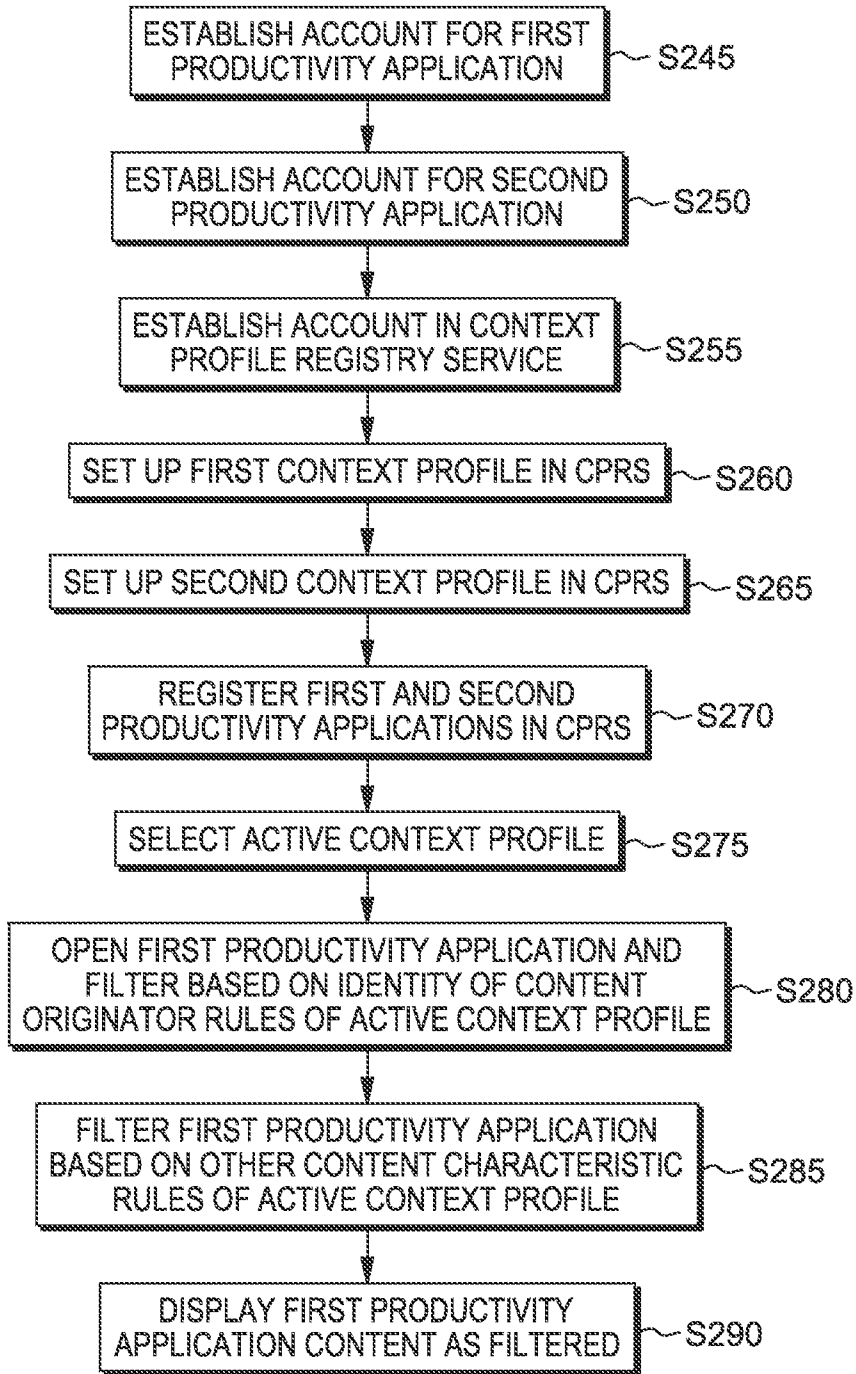 ESTABLISH ACCOUNT FOR FIRST
PRODUCTIVITY APPLICATION
S245
ESTABLISH ACCOUNT FOR SECOND
PRODUCTIVITY APPLICATION
S250
ESTABLISH ACCOUNT IN CONTEXT
PROFILE REGISTRY SERVICE
S255
SET UP FIRST CONTEXT PROFILE IN CPRS
S260
SET UP SECOND CONTEXT PROFILE IN CPRS
S265
REGISTER FIRST AND SECOND
PRODUCTIVITY APPLICATIONS IN CPRS
S270
SELECT ACTIVE CONTEXT PROFILE
S275
OPEN FIRST PRODUCTIVITY APPLICATION AND
FILTER BASED ON IDENTITY OF CONTENT
ORIGINATOR RULES OF ACTIVE CONTEXT PROFILE
S280
FILTER FIRST PRODUCTIVITY APPLICATION
BASED ON OTHER CONTENT CHARACTERISTIC
RULES OF ACTIVE CONTEXT PROFILE
S285
DISPLAY FIRST PRODUCTIVITY
APPLICATION CONTENT AS FILTERED
S290